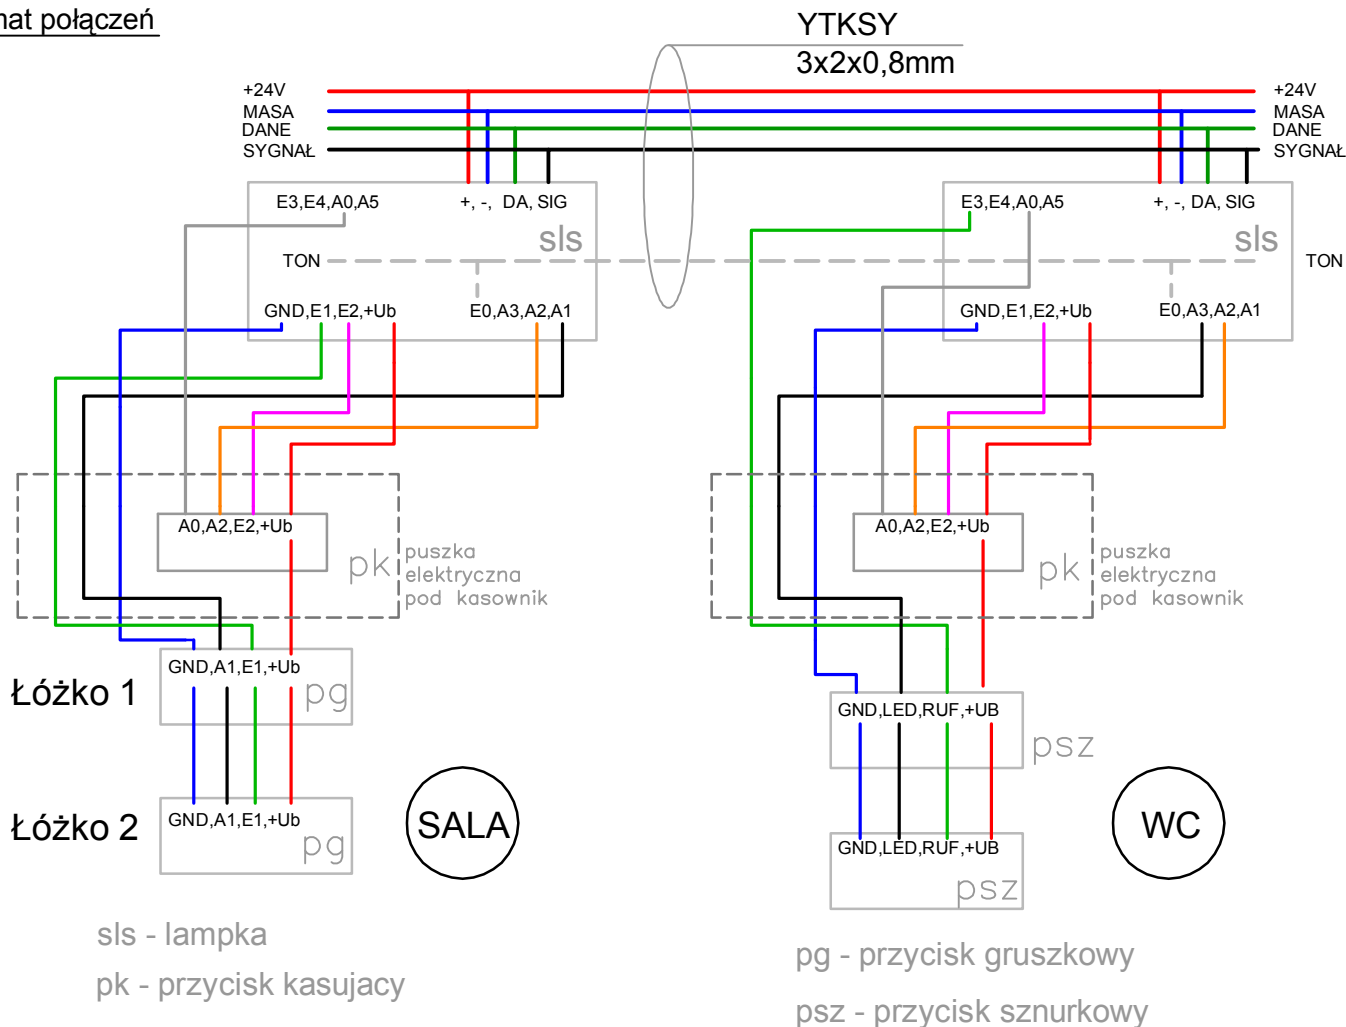 mat połączeń
YTKSY
3x2x0,8mm
+24V
MASA
DANE
SYGNAŁ
+24V
MASA
DANE
SYGNAŁ
E3,E4,A0,A5
+, -, DA, SIG
sls
TON
GND,E1,E2,+Ub
E0,A3,A2,A1
E3,E4,A0,A5
+, -, DA, SIG
sls
TON
GND,E1,E2,+Ub
E0,A3,A2,A1
A0,A2,E2,+Ub
pk
puszka
elektryczna
pod kasownik
A0,A2,E2,+Ub
pk
puszka
elektryczna
pod kasownik
Łóżko 1
GND,A1,E1,+Ub
pg
GND,LED,RUF,+UB
psz
Łóżko 2
GND,A1,E1,+Ub
pg
SALA
GND,LED,RUF,+UB
psz
WC
sls - lampka
pk - przycisk kasujacy
pg - przycisk gruszkowy
psz - przycisk sznurkowy